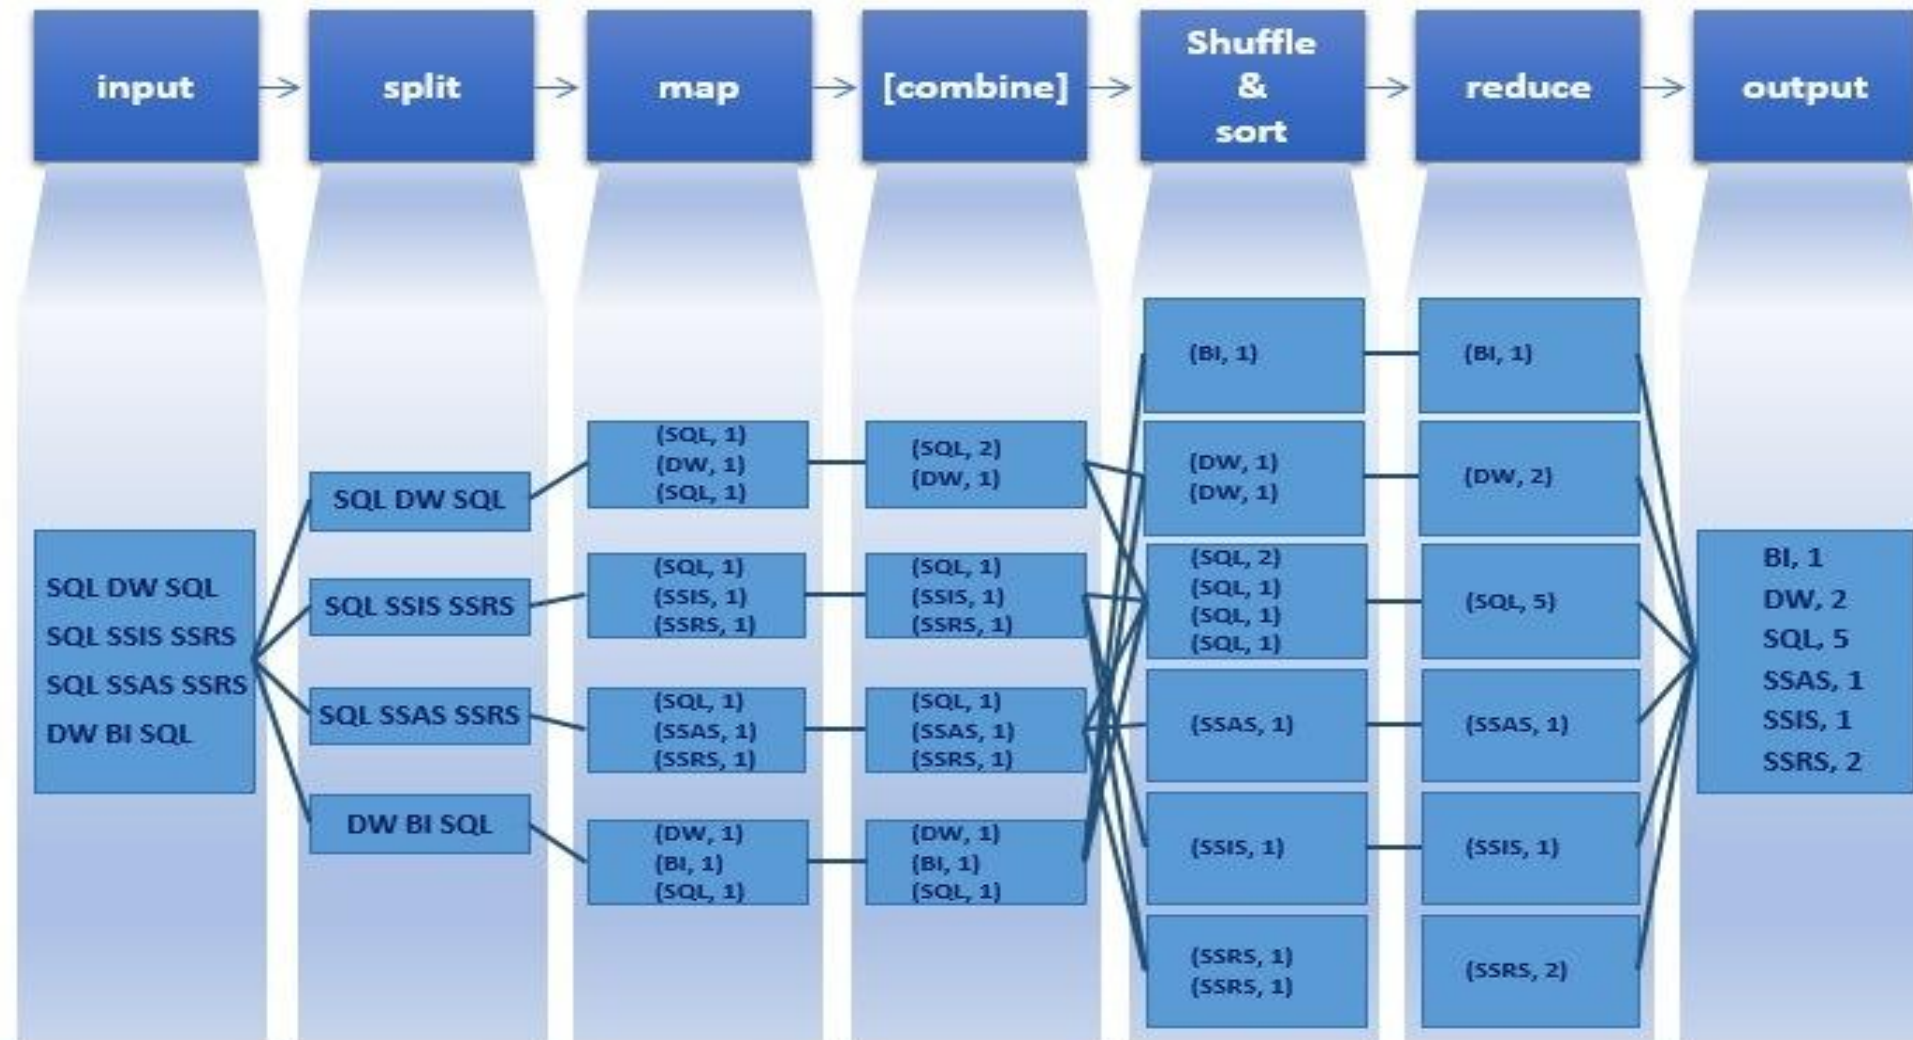 input
split
map
[combine]
Shuffle
&
sort
reduce
output
SQL DW SQL
SQL SSIS SSRS
SQL SSAS SSRS
DW BI SQL
SQL DW SQL
SQL SSIS SSRS
SQL SSAS SSRS
DW BI SQL
(SQL, 1)
(DW, 1)
(SQL, 1)
(SQL, 1)
(SSIS, 1)
(SSRS, 1)
(SQL, 1)
(SSAS, 1)
(SSRS, 1)
(DW, 1)
(BI, 1)
(SQL, 1)
(SQL, 2)
(DW, 1)
(SQL, 1)
(SSIS, 1)
(SSRS, 1)
(SQL, 1)
(SSAS, 1)
(SSRS, 1)
(DW, 1)
(BI, 1)
(SQL, 1)
(BI, 1)
(DW, 1)
(DW, 1)
(SQL, 2)
(SQL, 1)
(SQL, 1)
(SQL, 1)
(SSAS, 1)
(SSIS, 1)
(SSRS, 1)
(SSRS, 1)
(BI, 1)
(DW, 2)
(SQL, 5)
(SSAS, 1)
(SSIS, 1)
(SSRS, 2)
BI, 1
DW, 2
SQL, 5
SSAS, 1
SSIS, 1
SSRS, 2